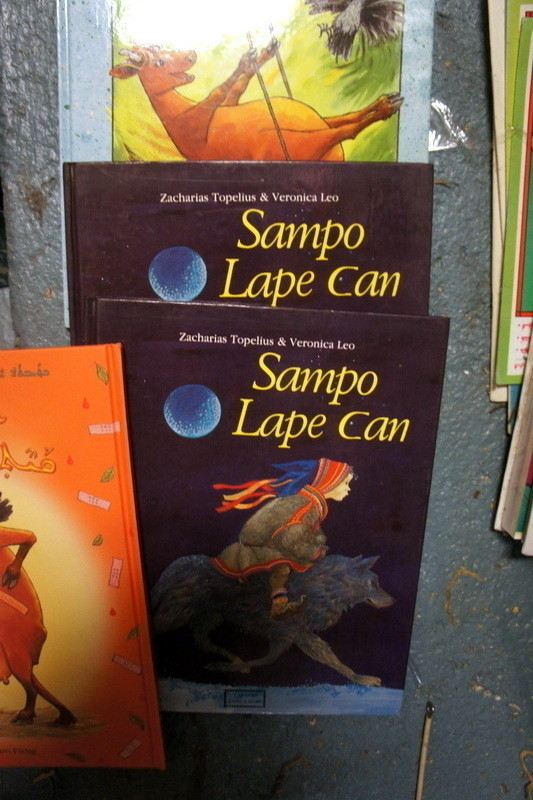 Zacharias Topelius & Veronica Leo
Sampo
Lape Can
Zacharias Topelius & Veronica Leo
Sampo
Lape Can